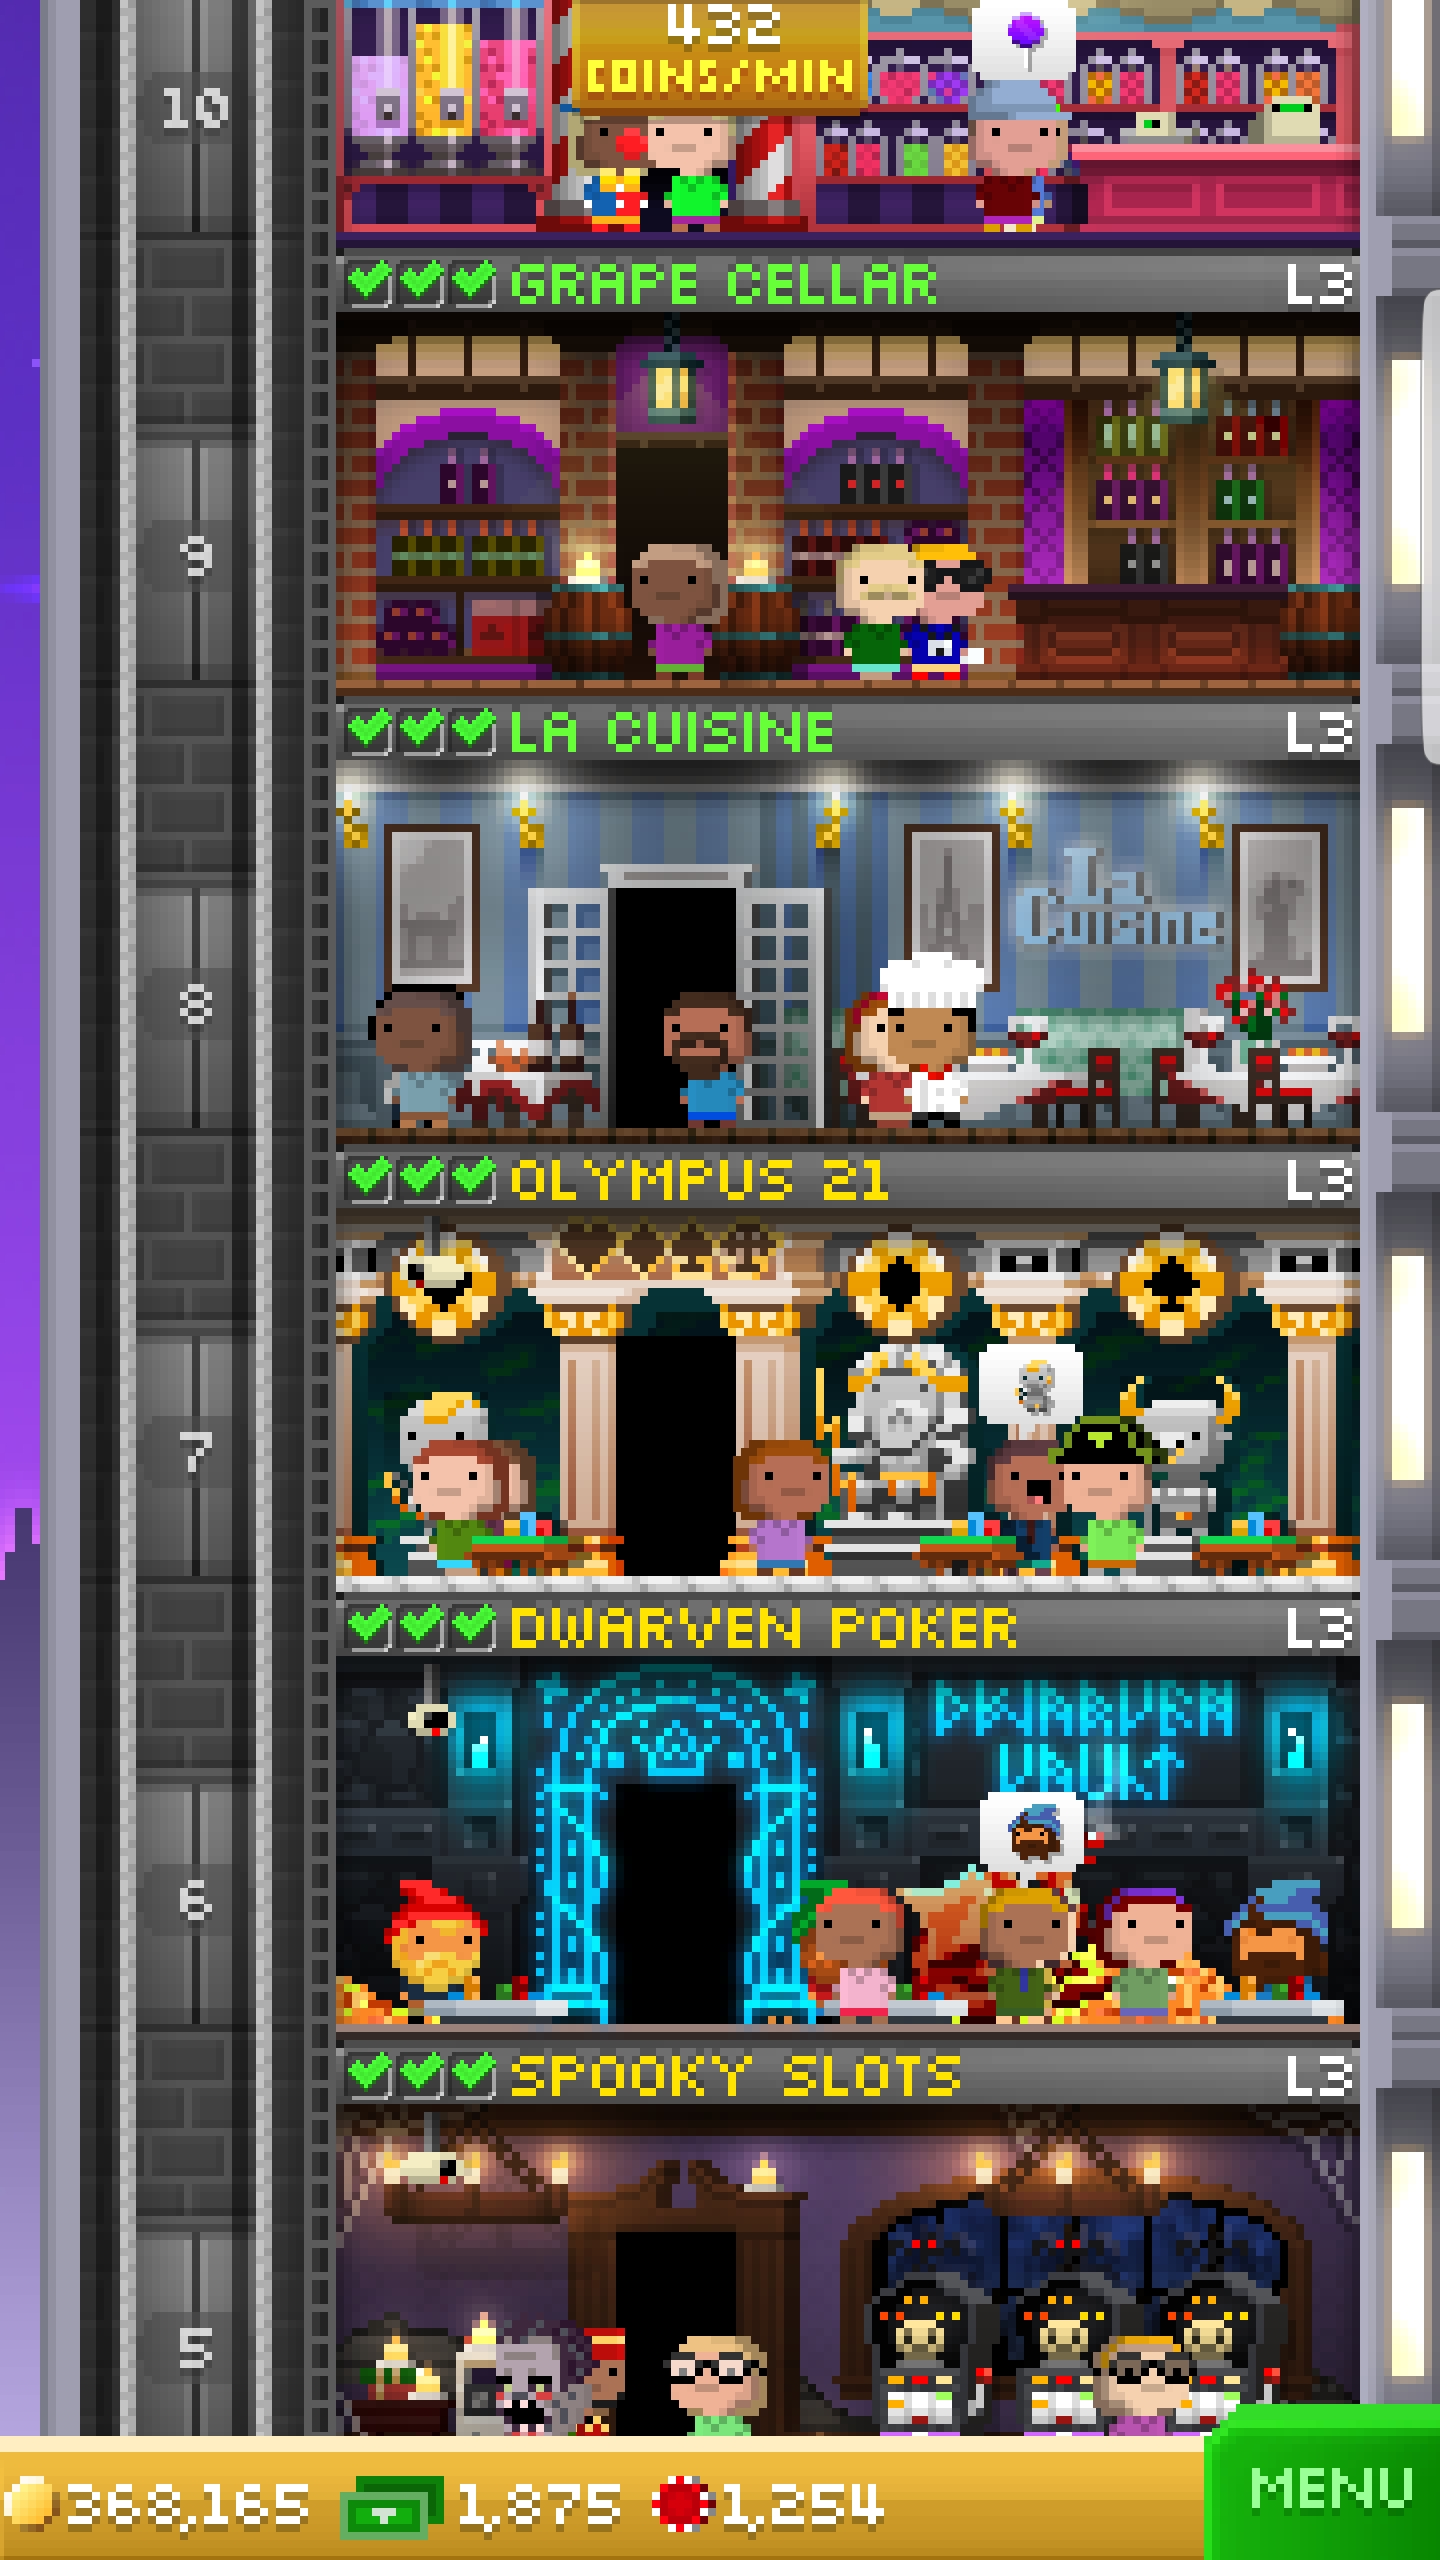 432
COINS/MIN
10
GRAPE CELLAR L3
9
LA CUISINE L3
La
Cuisine
8
OLYMPUS 21 L3
7
DWARVEN POKER L3
DWARVEN
VAULT
6
SPOOKY SLOTS L3
5
368,165 1,875 1,254
MENU